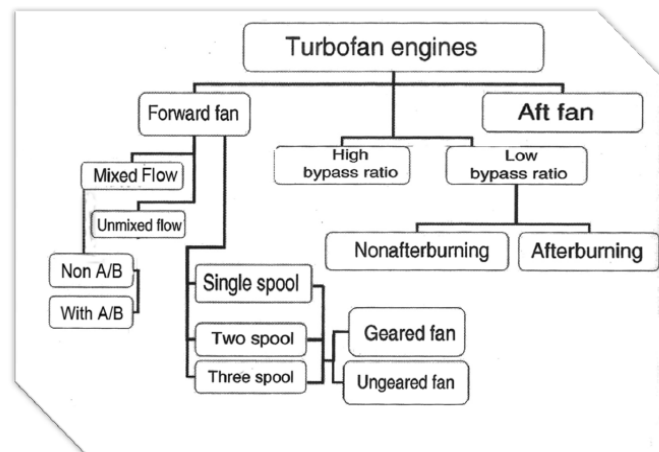 Turbofan engines
Forward fan
Aft fan
High
bypass ratio
Low
bypass ratio
Mixed Flow
Unmixed flow
Nonafterburning
Afterburning
Non A/B
With A/B
Single spool
Two spool
Three spool
Geared fan
Ungeared fan